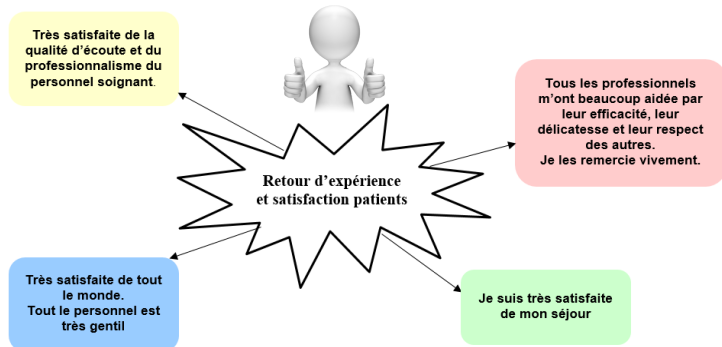 Très satisfaite de la
qualité d'écoute et du
professionnalisme du
personnel soignant.
Tous les professionnels
m'ont beaucoup aidée par
leur efficacité, leur
délicatesse et leur respect
des autres.
Je les remercie vivement.
Retour d'expérience
et satisfaction patients
Très satisfaite de tout
le monde.
Tout le personnel est
très gentil
Je suis très satisfaite
de mon séjour